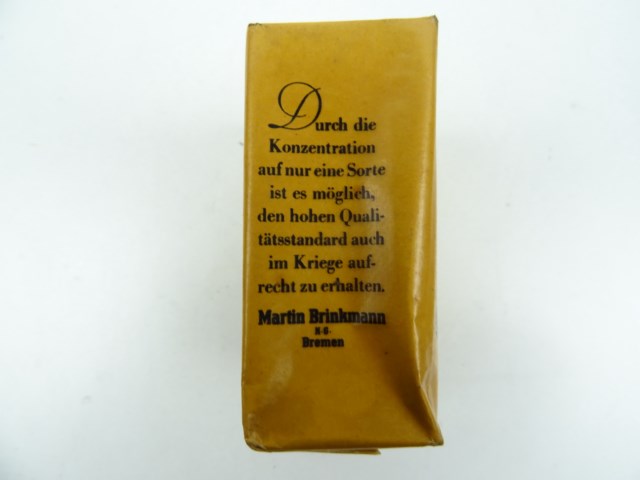 Durch die
Konzentration
auf nur eine Sorte
ist es möglich,
den hohen Quali-
tätsstandard auch
im Kriege auf-
recht zu erhalten.
Martin Brinkmann
Bremen